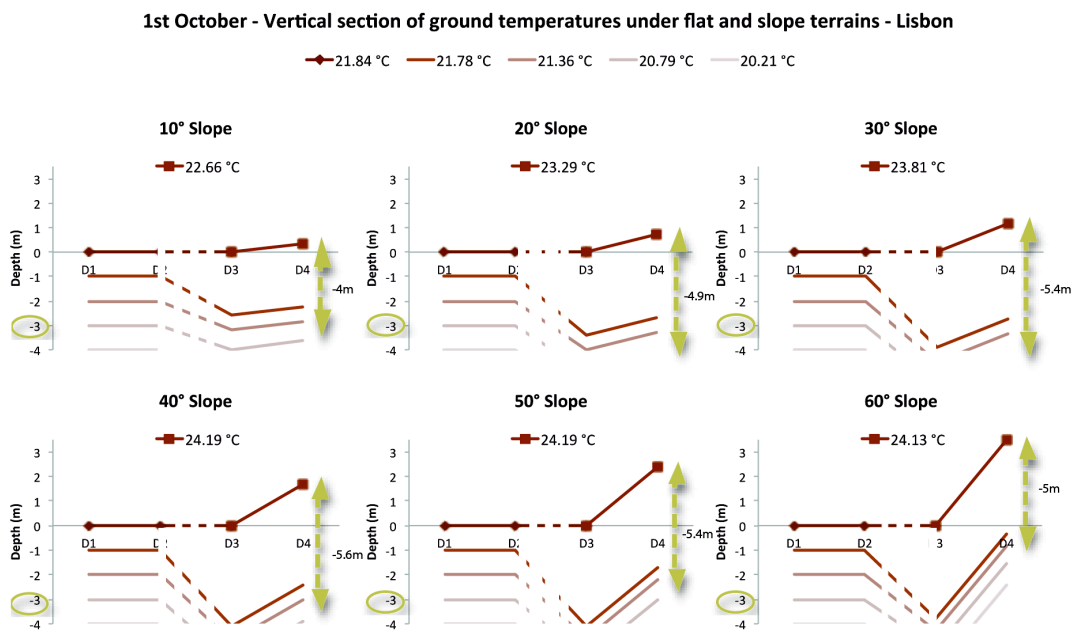 1st October - Vertical section of ground temperatures under flat and slope terrains - Lisbon
21.84 °C 21.78 °C 21.36 °C 20.79 °C 20.21 °C
10° Slope 20° Slope 30° Slope
22.66 °C 23.29 °C 23.81 °C
3 3 3
2 2 2
1 1 1
0 0 0
-1 -1 -1
-2 -2 -2
-3 -3 -3
-4 -4 -4
Depth (m) Depth (m) Depth (m)
D1 D3 D4 D1 D2 D3 D4 D1 D2 D4
-4m -4.9m -5.4m
40° Slope 50° Slope 60° Slope
24.19 °C 24.19 °C 24.13 °C
3 3 3
2 2 2
1 1 1
0 0 0
-1 -1 -1
-2 -2 -2
-3 -3 -3
-4 -4 -4
Depth (m) Depth (m) Depth (m)
D1 D3 D4 D1 D2 D3 D4 D1 D2 D4
-5.6m -5.4m -5m